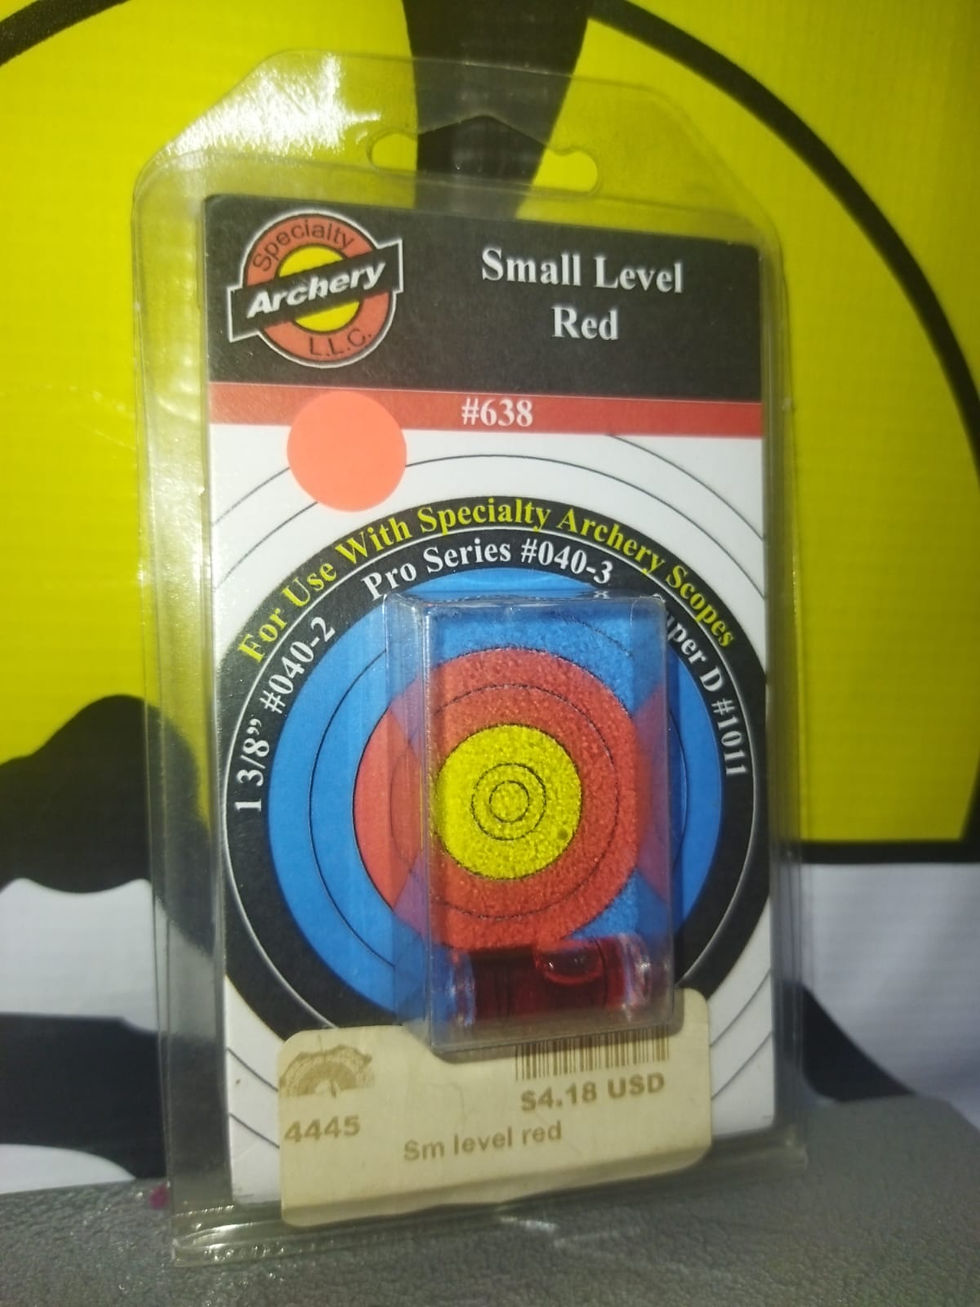 Specialty
Archery
L.L.C.
Small Level
Red
#638
For Use With Specialty Archery Scopes
1 3/8” #040-2
Pro Series #040-3
D #1011
$4.18 USD
4445
Sm level red